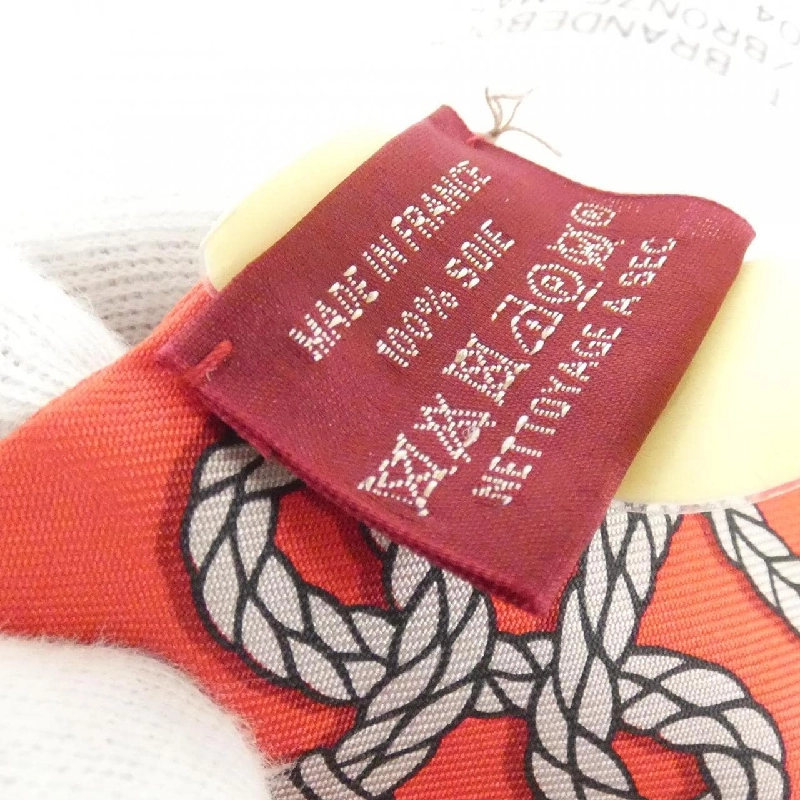 MADE IN FRANCE
100% SOIE
NETTOYAGE A SEC